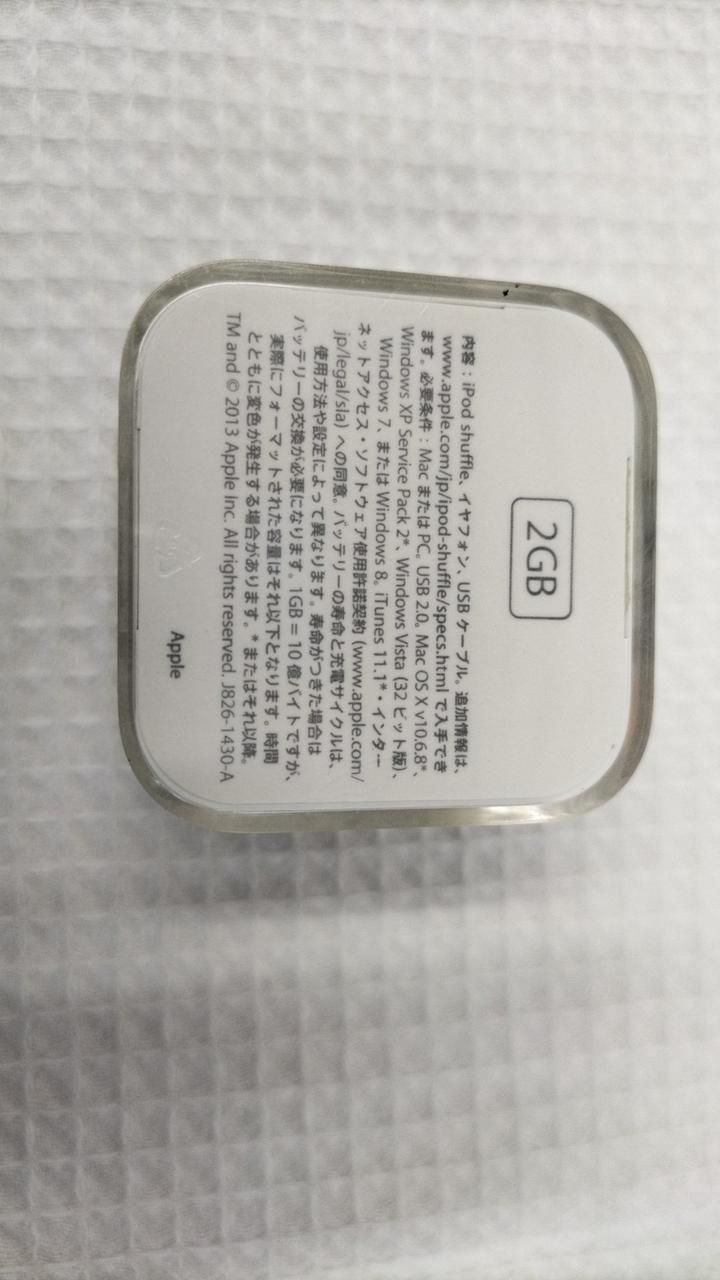 2GB
内容：iPod shuffle、イヤフォン、USB ケーブル。追加情報は、
www.apple.com/jp/ipod-shuffle/specs.html で入手でき
ます。必要条件：Mac または PC。USB 2.0。Mac OS X v10.6.8*、
Windows XP Service Pack 2*、Windows Vista (32 ビット版)、
Windows 7、または Windows 8。iTunes 11.1*・インター
ネットアクセス・ソフトウェア使用許諾契約 (www.apple.com/
jp/legal/sla) への同意。バッテリーの寿命と充電サイクルは、
使用方法や設定によって異なります。寿命がつきた場合は
バッテリーの交換が必要になります。1GB = 10 億バイトですが、
実際にフォーマットされた容量はそれ以下となります。時間
とともに変色が発生する場合があります。*またはそれ以降。
TM and © 2013 Apple Inc. All rights reserved. J826-1430-A
Apple